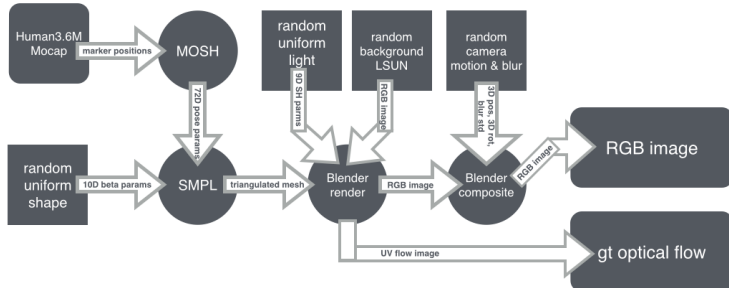 Human3.6M
Mocap
marker positions
MOSH
random
uniform
light
random
background
LSUN
random
camera
motion & blur
72D pose params
9D SH parms
RGB image
3D pos, 3D rot,
blur std
RGB image
RGB image
random
uniform
shape
10D beta params
SMPL
triangulated mesh
Blender
render
RGB image
Blender
composite
UV flow image
gt optical flow